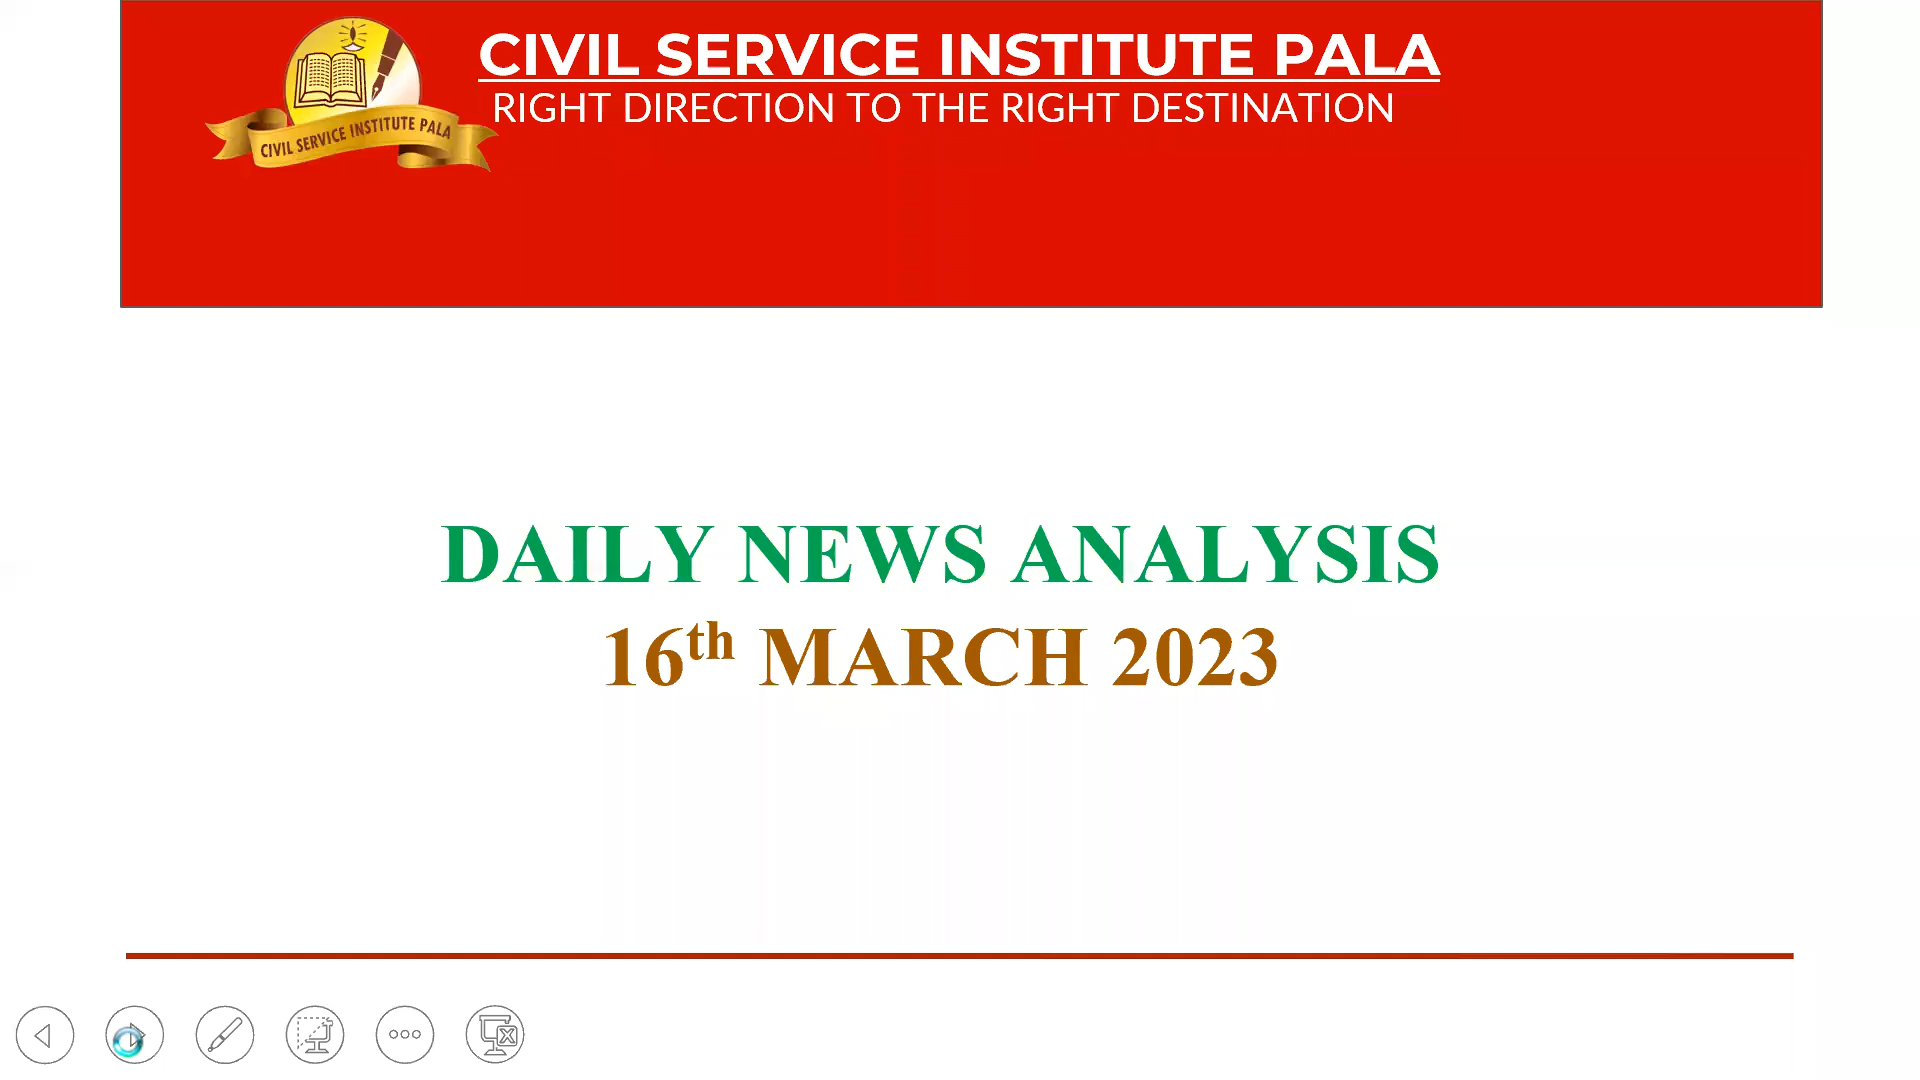 CIVIL SERVICE INSTITUTE PALA
RIGHT DIRECTION TO THE RIGHT DESTINATION
CIVIL SERVICE INSTITUTE PALA
DAILY NEWS ANALYSIS
16th MARCH 2023